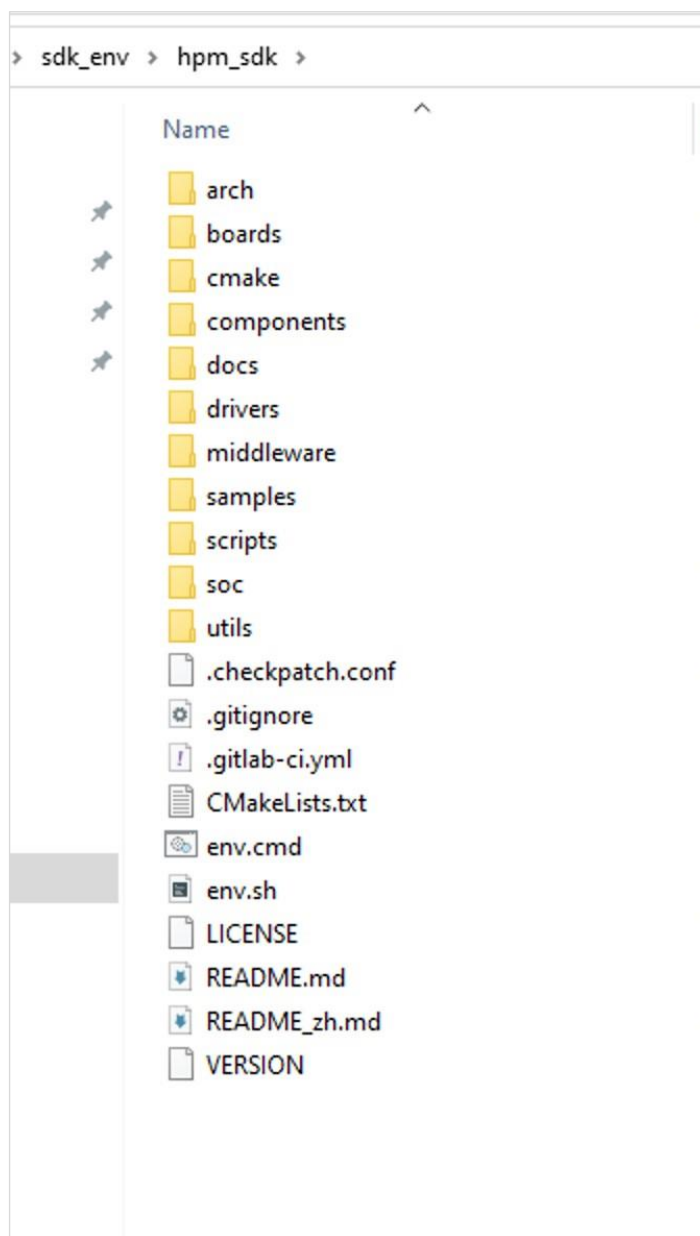 > sdk_env > hpm_sdk >
Name
arch
boards
cmake
components
docs
drivers
middleware
samples
scripts
soc
utils
.checkpatch.conf
.gitignore
.gitlab-ci.yml
CMakeLists.txt
env.cmd
env.sh
LICENSE
README.md
README_zh.md
VERSION